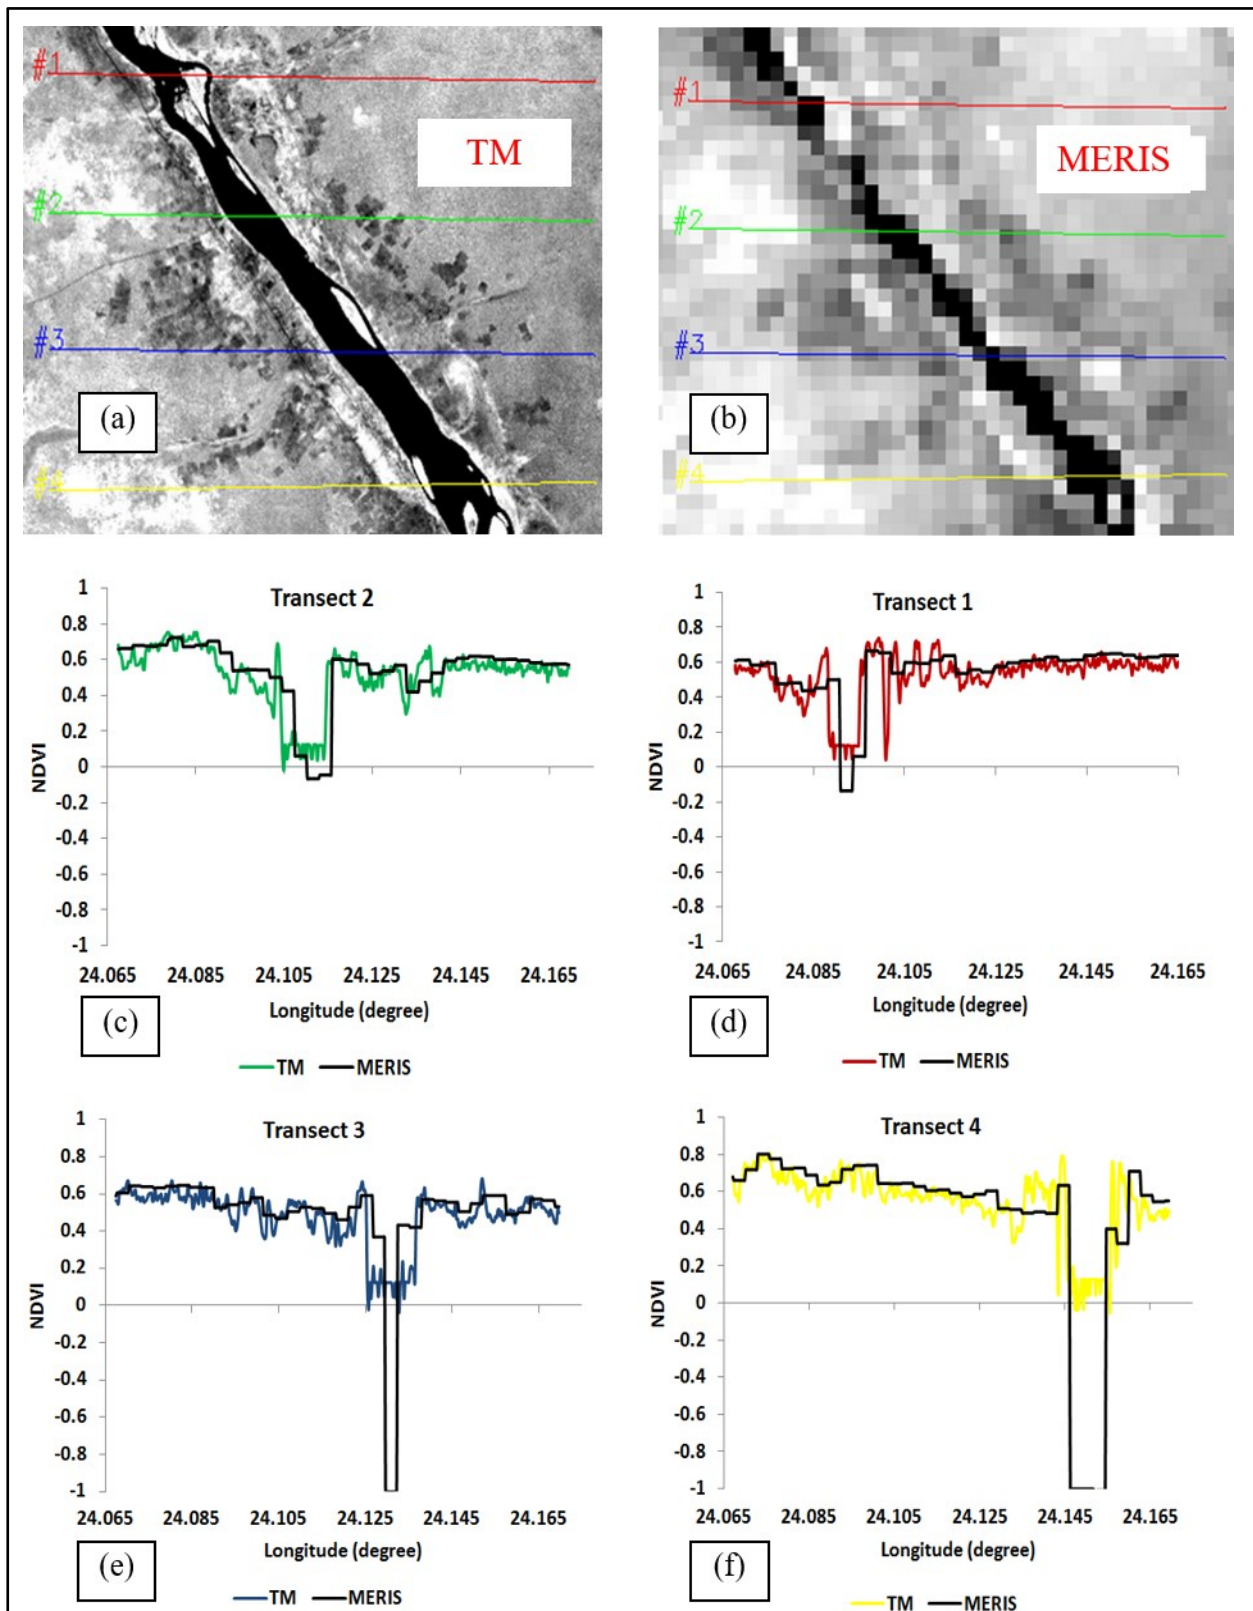 #1
TM
#2
#3
(a)
#4
#1
MERIS
#2
#3
(b)
#4
Transect 2
1
0.8
0.6
0.4
0.2
0
-0.2
-0.4
-0.6
-0.8
-1
NDVI
24.065 24.085 24.105 24.125 24.145 24.165
Longitude (degree)
(c)
TM MERIS
Transect 1
1
0.8
0.6
0.4
0.2
0
-0.2
-0.4
-0.6
-0.8
-1
NDVI
24.065 24.085 24.105 24.125 24.145 24.165
Longitude (degree)
(d)
TM MERIS
Transect 3
1
0.8
0.6
0.4
0.2
0
-0.2
-0.4
-0.6
-0.8
-1
NDVI
24.065 24.085 24.105 24.125 24.145 24.165
Longitude (degree)
(e)
TM MERIS
Transect 4
1
0.8
0.6
0.4
0.2
0
-0.2
-0.4
-0.6
-0.8
-1
NDVI
24.065 24.085 24.105 24.125 24.145 24.165
Longitude (degree)
(f)
TM MERIS